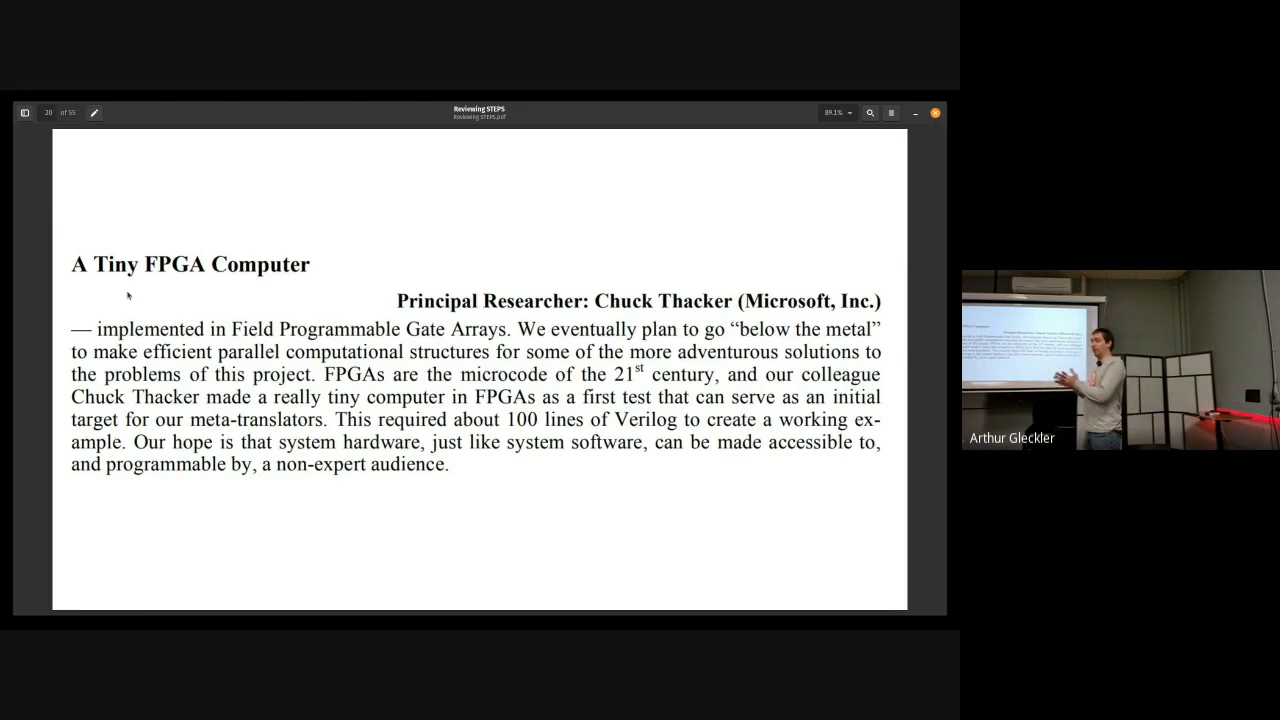 20 of 55
Reviewing STEPS
Reviewing STEPS.pdf
89.1%
A Tiny FPGA Computer
Principal Researcher: Chuck Thacker (Microsoft, Inc.)
— implemented in Field Programmable Gate Arrays. We eventually plan to go “below the metal”
to make efficient parallel computational structures for some of the more adventurous solutions to
the problems of this project. FPGAs are the microcode of the 21st century, and our colleague
Chuck Thacker made a really tiny computer in FPGAs as a first test that can serve as an initial
target for our meta-translators. This required about 100 lines of Verilog to create a working ex-
ample. Our hope is that system hardware, just like system software, can be made accessible to,
and programmable by, a non-expert audience.
Arthur Gleckler